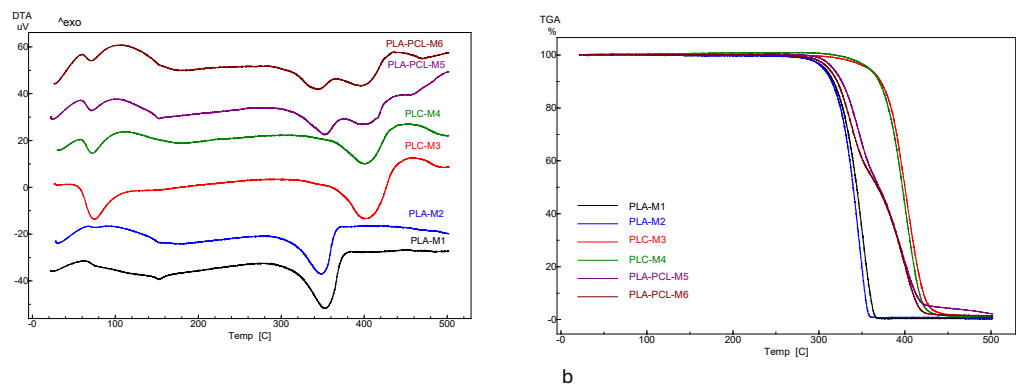 DTA
uV
^exo
60
40
20
0
-20
-40
PLA-PCL-M6
PLA-PCL-M5
PLC-M4
PLC-M3
PLA-M2
PLA-M1
-0
100
200
300
400
500
Temp [C]
TGA
%
100
80
60
40
20
-0
PLA-M1
PLA-M2
PLC-M3
PLC-M4
PLA-PCL-M5
PLA-PCL-M6
-0
100
200
300
400
500
Temp [C]
b